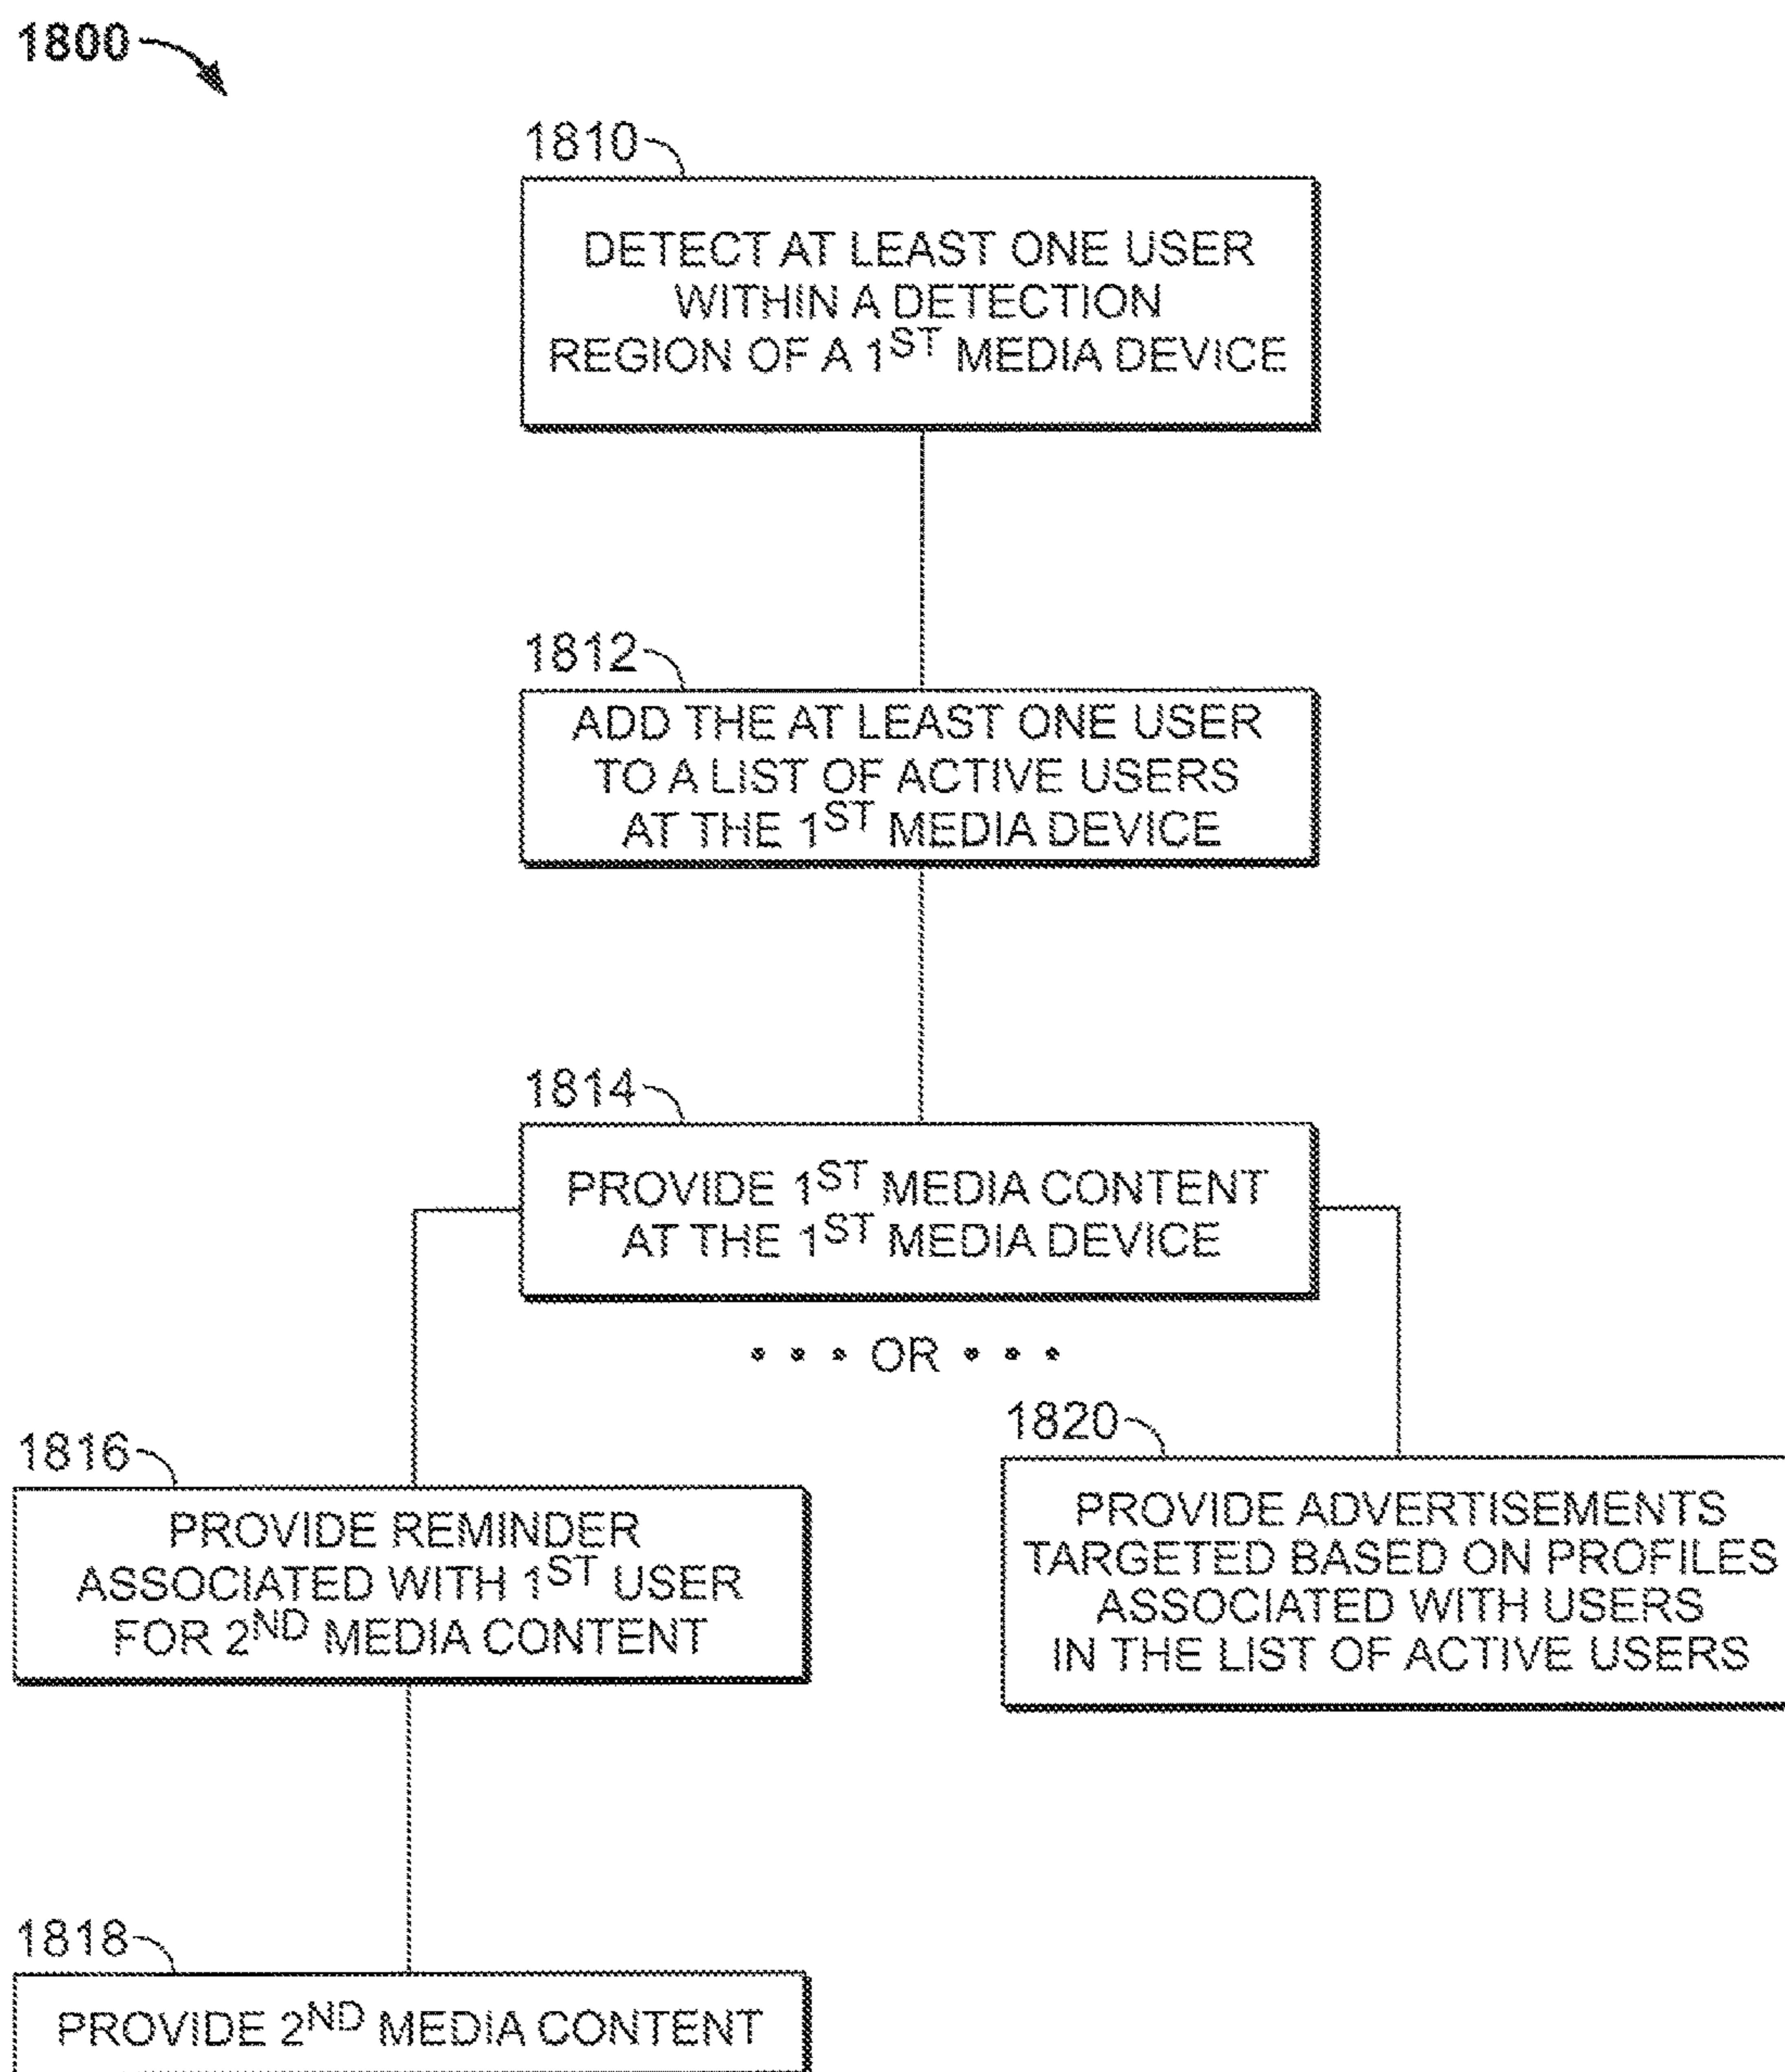 1800
1810
DETECT AT LEAST ONE USER
WITHIN A DETECTION
REGION OF A 1ST MEDIA DEVICE
1812
ADD THE AT LEAST ONE USER
TO A LIST OF ACTIVE USERS
AT THE 1ST MEDIA DEVICE
1814
PROVIDE 1ST MEDIA CONTENT
AT THE 1ST MEDIA DEVICE
• • • OR • • •
1816
PROVIDE REMINDER
ASSOCIATED WITH 1ST USER
FOR 2ND MEDIA CONTENT
1820
PROVIDE ADVERTISEMENTS
TARGETED BASED ON PROFILES
ASSOCIATED WITH USERS
IN THE LIST OF ACTIVE USERS
1818
PROVIDE 2ND MEDIA CONTENT